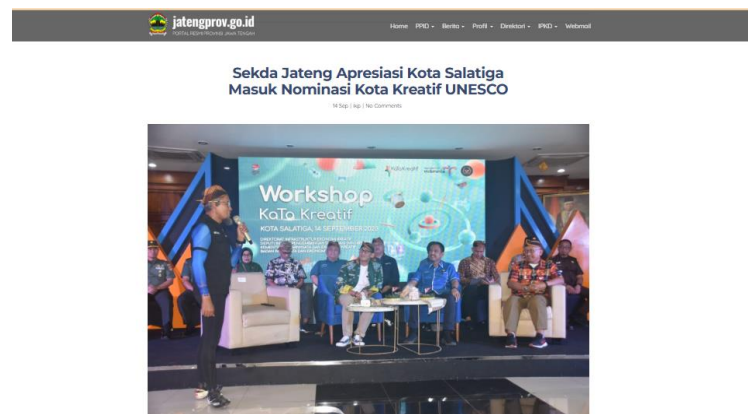 jatengprov.go.id
PORTAL RESMI PROVINSI JAWA TENGAH
Home PPID Berita Profil Direktori IPKD Webmail
Sekda Jateng Apresiasi Kota Salatiga
Masuk Nominasi Kota Kreatif UNESCO
14 Sep | isp | No Comments
Workshop
KaTa Kreatif
KOTA SALATIGA, 14 SEPTEMBER 2023